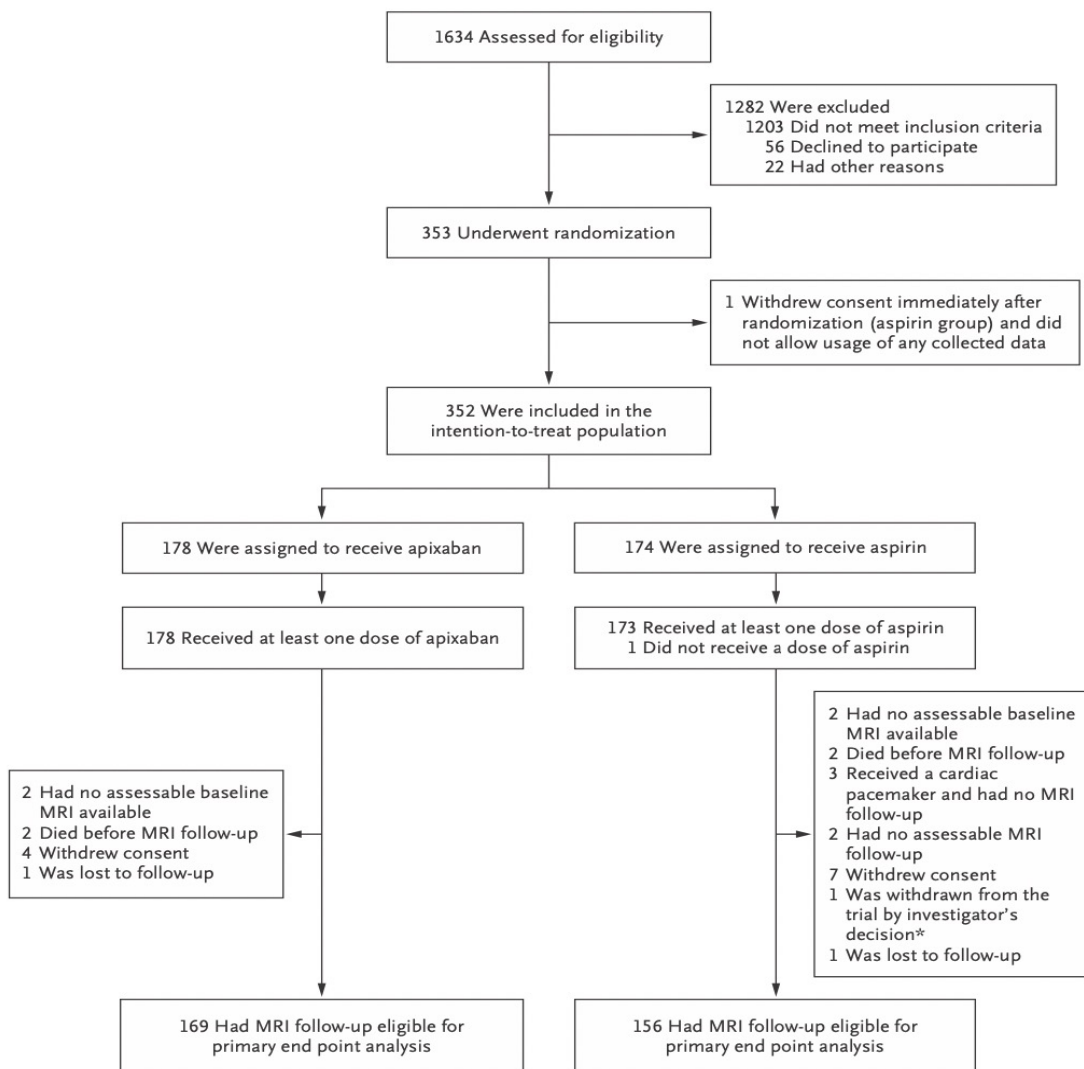 1634 Assessed for eligibility
1282 Were excluded
1203 Did not meet inclusion criteria
56 Declined to participate
22 Had other reasons
353 Underwent randomization
1 Withdrew consent immediately after
randomization (aspirin group) and did
not allow usage of any collected data
352 Were included in the
intention-to-treat population
178 Were assigned to receive apixaban
174 Were assigned to receive aspirin
178 Received at least one dose of apixaban
173 Received at least one dose of aspirin
1 Did not receive a dose of aspirin
2 Had no assessable baseline
MRI available
2 Died before MRI follow-up
4 Withdrew consent
1 Was lost to follow-up
2 Had no assessable baseline
MRI available
2 Died before MRI follow-up
3 Received a cardiac
pacemaker and had no MRI
follow-up
2 Had no assessable MRI
follow-up
7 Withdrew consent
1 Was withdrawn from the
trial by investigator’s
decision*
1 Was lost to follow-up
169 Had MRI follow-up eligible for
primary end point analysis
156 Had MRI follow-up eligible for
primary end point analysis